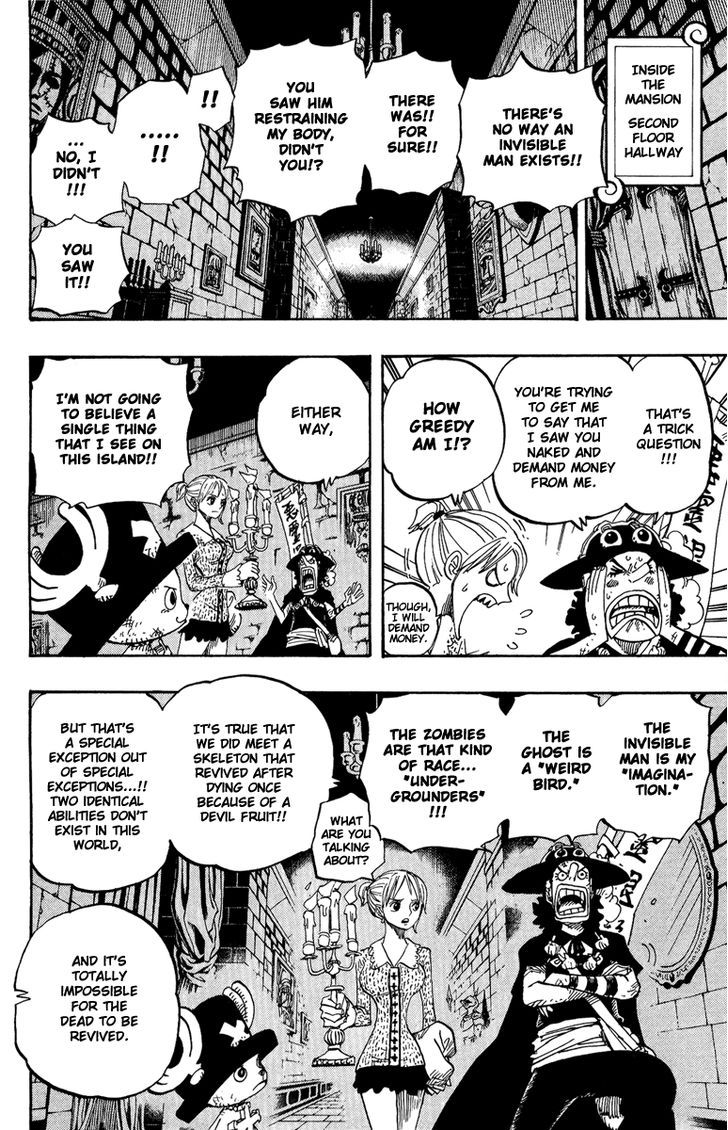 INSIDE
THE
MANSION
SECOND
FLOOR
HALLWAY
THERE'S
NO WAY AN
INVISIBLE
MAN EXISTS!!
THERE
WAS!!
FOR
SURE!!
YOU
SAW HIM
RESTRAINING
MY BODY,
DIDN'T
YOU!?
!!
.....
!!
...
NO, I
DIDN'T
!!!
YOU
SAW
IT!!
THAT'S
A TRICK
QUESTION
!!!
YOU'RE TRYING
TO GET ME
TO SAY THAT
I SAW YOU
NAKED AND
DEMAND MONEY
FROM ME.
HOW
GREEDY
AM I!?
THOUGH,
I WILL
DEMAND
MONEY.
EITHER
WAY,
I'M NOT GOING
TO BELIEVE A
SINGLE THING
THAT I SEE ON
THIS ISLAND!!
THE
INVISIBLE
MAN IS MY
"IMAGINA-
TION."
THE
GHOST IS
A "WEIRD
BIRD."
THE ZOMBIES
ARE THAT KIND
OF RACE...
"UNDER-
GROUNDERS"
!!!
WHAT
ARE YOU
TALKING
ABOUT?
IT'S TRUE THAT
WE DID MEET A
SKELETON THAT
REVIVED AFTER
DYING ONCE
BECAUSE OF A
DEVIL FRUIT!!
BUT THAT'S
A SPECIAL
EXCEPTION OUT
OF SPECIAL
EXCEPTIONS...!!
TWO IDENTICAL
ABILITIES DON'T
EXIST IN THIS
WORLD,
AND IT'S
TOTALLY
IMPOSSIBLE
FOR THE
DEAD TO BE
REVIVED.